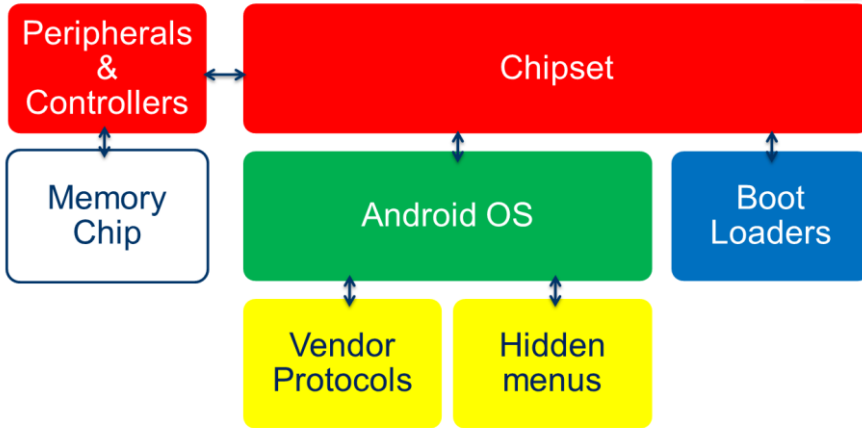 Peripherals
&
Controllers
Chipset
Memory
Chip
Android OS
Boot
Loaders
Vendor
Protocols
Hidden
menus